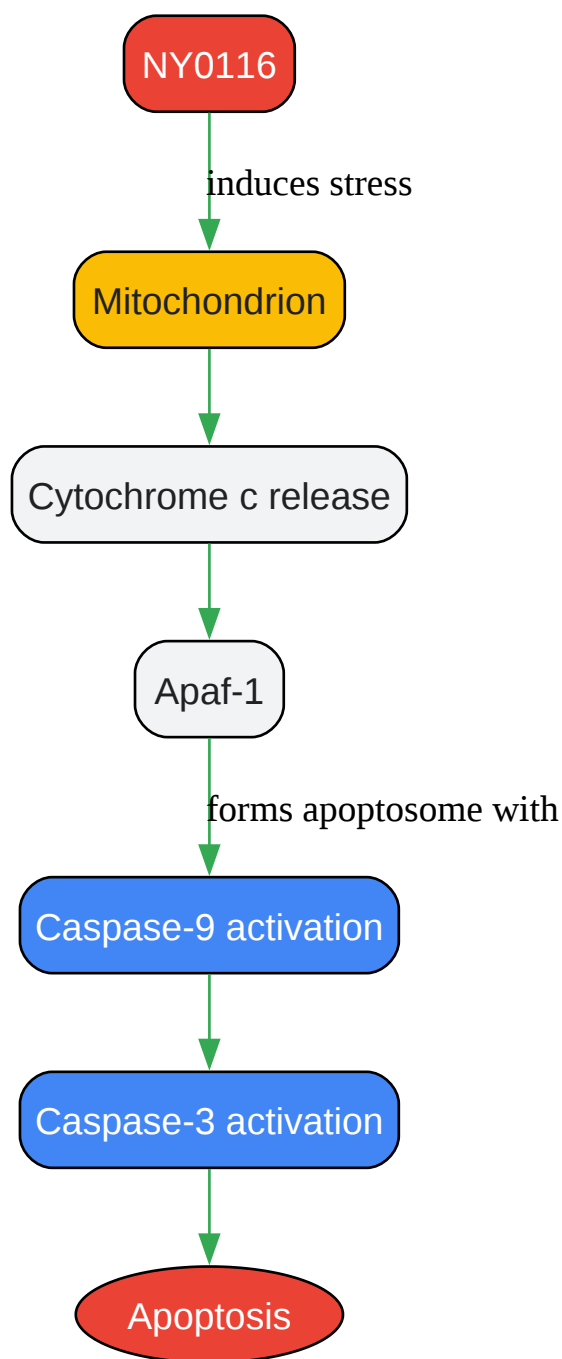 NY0116
induces stress
Mitochondrion
Cytochrome c release
Apaf-1
forms apoptosome with
Caspase-9 activation
Caspase-3 activation
Apoptosis